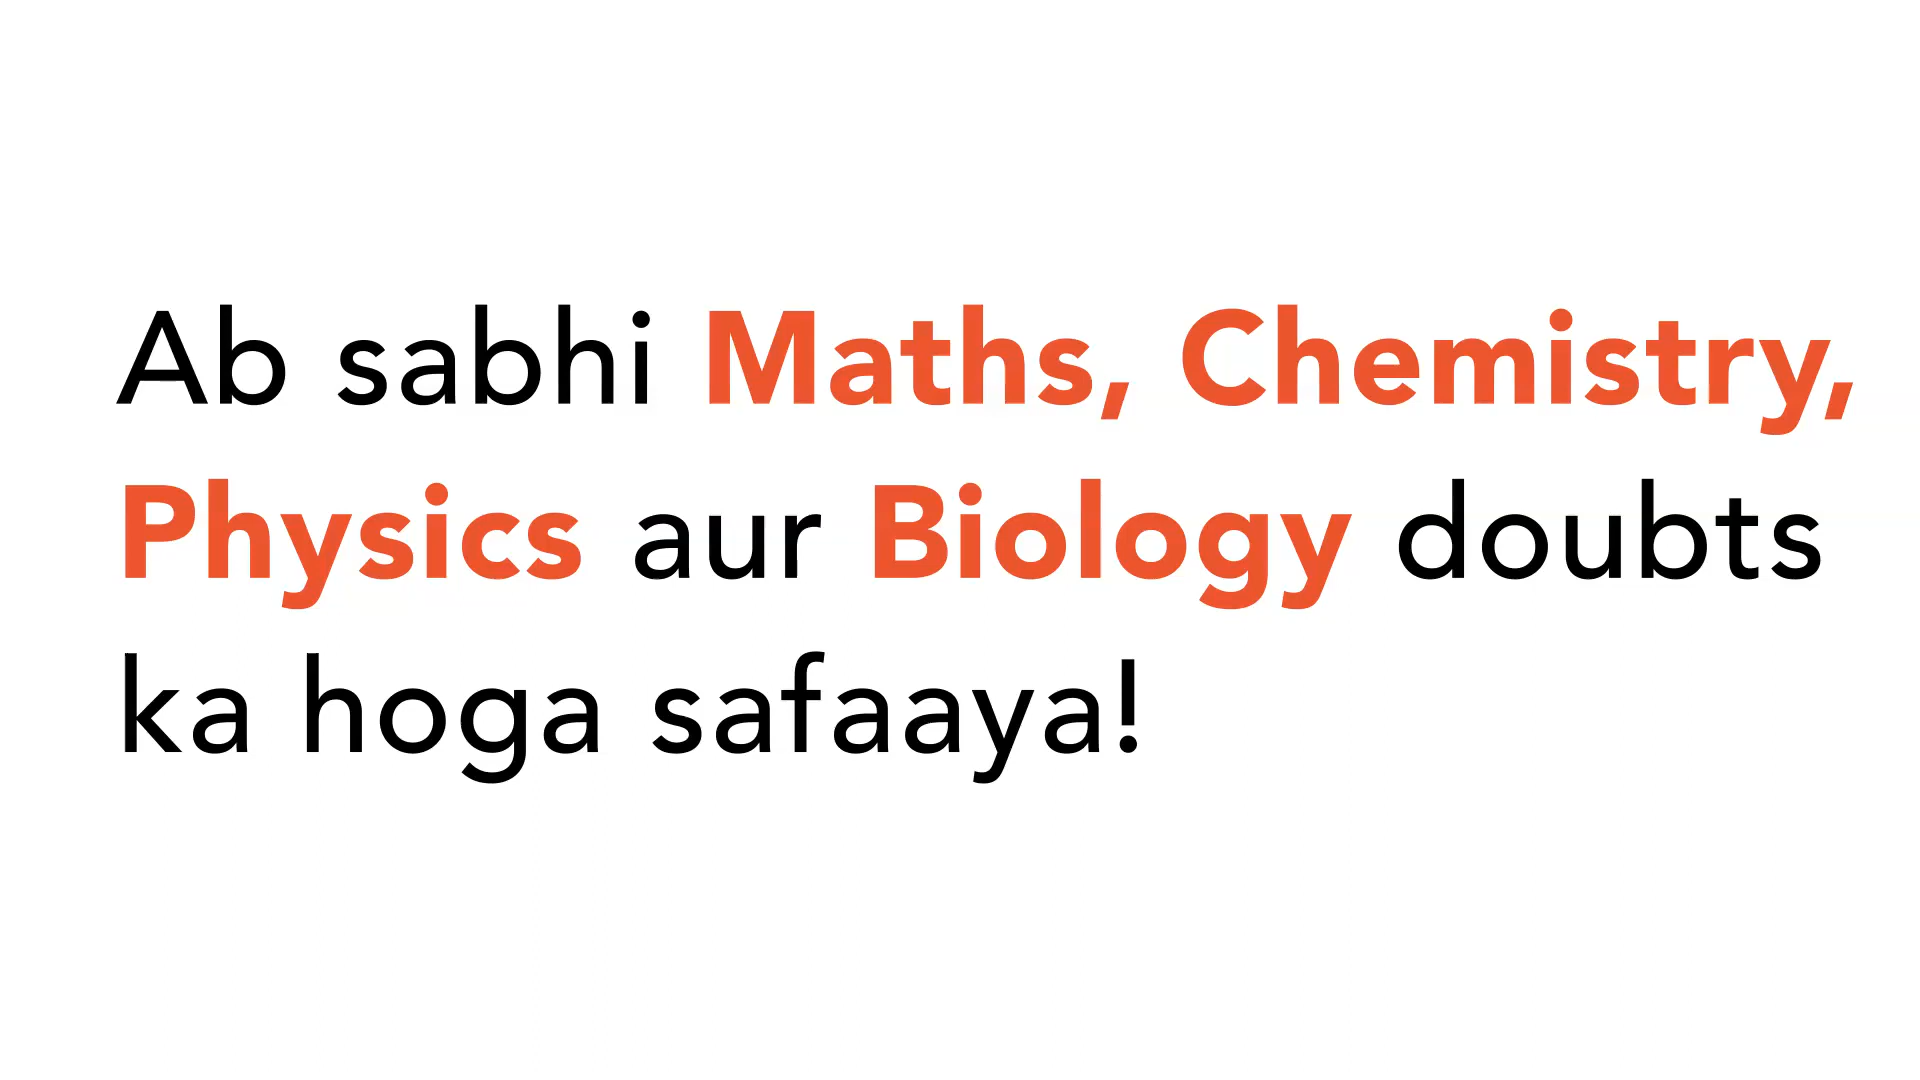 Ab sabhi Maths, Chemistry,
Physics aur Biology doubts
ka hoga safaaya!